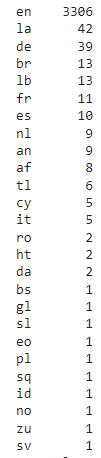 en 3306
la 42
de 39
br 13
lb 13
fr 11
es 10
nl 9
an 9
af 8
tl 6
cy 5
it 5
ro 2
ht 2
da 2
bs 1
gl 1
sl 1
eo 1
pl 1
sq 1
id 1
no 1
zu 1
sv 1